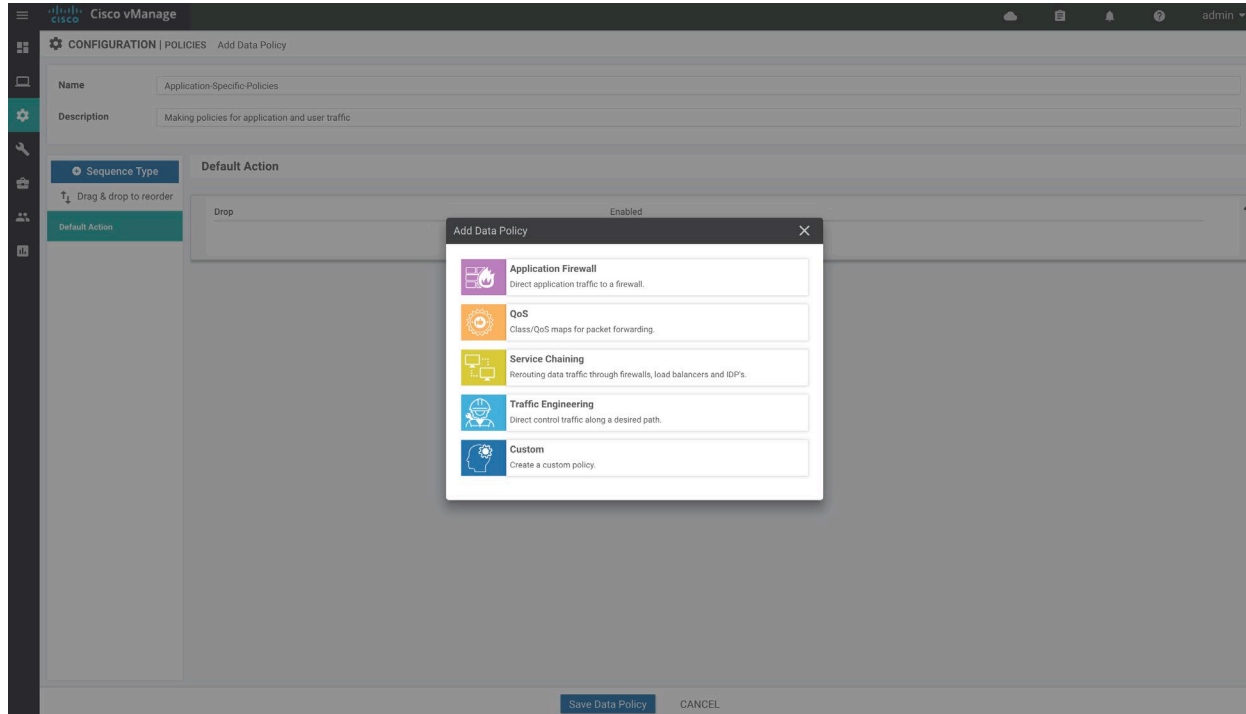 cisco Cisco vManage
admin
CONFIGURATION | POLICIES Add Data Policy
Name Application-Specific-Policies
Description Making policies for application and user traffic
Sequence Type
Drag & drop to reorder
Default Action
Default Action
Drop Enabled
Add Data Policy
Application Firewall
Direct application traffic to a firewall.
QoS
Class/QoS maps for packet forwarding.
Service Chaining
Rerouting data traffic through firewalls, load balancers and IDP's.
Traffic Engineering
Direct control traffic along a desired path.
Custom
Create a custom policy.
Save Data Policy CANCEL